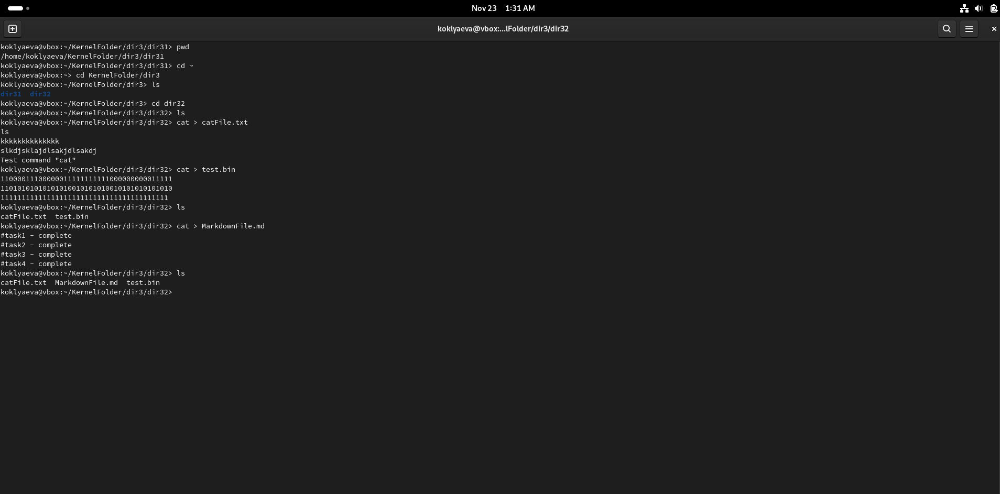 Nov 23 1:31 AM
koklyaeva@vbox:...lFolder/dir3/dir32
koklyaeva@vbox:~/KernelFolder/dir3/dir31> pwd
/home/koklyaeva/KernelFolder/dir3/dir31
koklyaeva@vbox:~/KernelFolder/dir3/dir31> cd ~
koklyaeva@vbox:~> cd KernelFolder/dir3
koklyaeva@vbox:~/KernelFolder/dir3> ls
dir31  dir32
koklyaeva@vbox:~/KernelFolder/dir3> cd dir32
koklyaeva@vbox:~/KernelFolder/dir3/dir32> ls
koklyaeva@vbox:~/KernelFolder/dir3/dir32> cat > catFile.txt
ls
kkkkkkkkkkkkkk
slkdjsklajdlsakjdlsakdj
Test command "cat"
koklyaeva@vbox:~/KernelFolder/dir3/dir32> cat > test.bin
11000011100000011111111111000000000011111
11010101010101010010101010010101010101010
1111111111111111111111111111111111111111
koklyaeva@vbox:~/KernelFolder/dir3/dir32> ls
catFile.txt  test.bin
koklyaeva@vbox:~/KernelFolder/dir3/dir32> cat > MarkdownFile.md
#task1 - complete
#task2 - complete
#task3 - complete
#task4 - complete
koklyaeva@vbox:~/KernelFolder/dir3/dir32> ls
catFile.txt  MarkdownFile.md  test.bin
koklyaeva@vbox:~/KernelFolder/dir3/dir32>